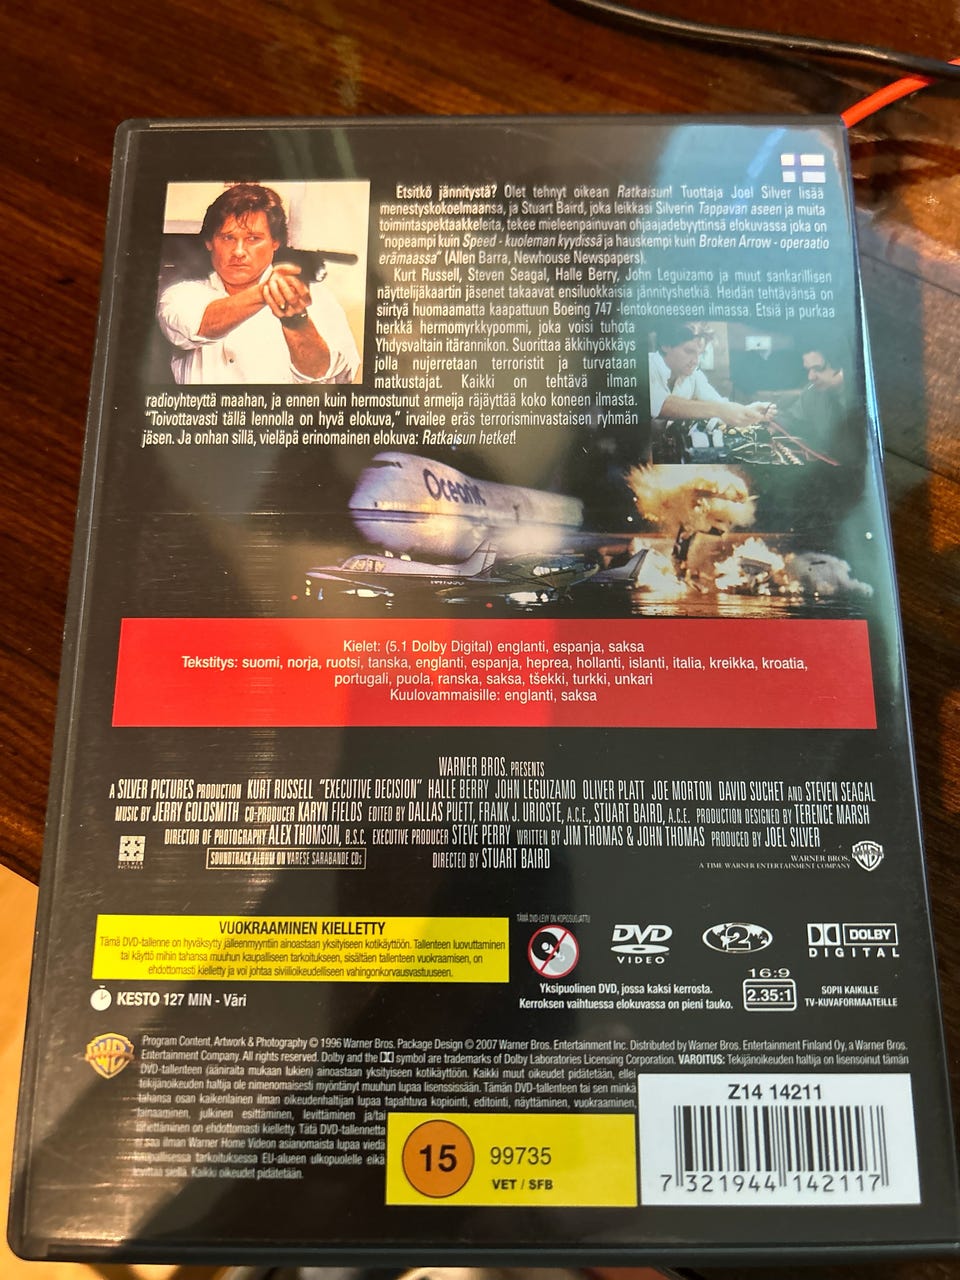 Etsitkö jännitystä? Olet tehnyt oikean Ratkaisun! Tuottaja Joel Silver lisää
menestyskokoelmaansa, ja Stuart Baird, joka leikkasi Silverin Tappavan aseen ja muita
toimintaspektaakkeleita, tekee mieleenpainuvan ohjaajadebyyttinsä elokuvassa joka on
"nopeampi kuin Speed - kuoleman kyydissä ja hauskempi kuin Broken Arrow - operaatio
erämaassa" (Allen Barra, Newhouse Newspapers).
Kurt Russell, Steven Seagal, Halle Berry, John Leguizamo ja muut sankarillisen
näyttelijäkaartin jäsenet takaavat ensiluokkaisia jännityshetkiä. Heidän tehtävänsä on
siirtyä huomaamatta kaapattuun Boeing 747 -lentokoneeseen ilmassa. Etsiä ja purkaa
herkkä hermomyrkkypommi, joka voisi tuhota
Yhdysvaltain itärannikon. Suorittaa äkkihyökkäys
jolla nujerretaan terroristit ja turvataan
matkustajat. Kaikki on tehtävä ilman
radioyhteyttä maahan, ja ennen kuin hermostunut armeija räjäyttää koko koneen ilmasta.
"Toivottavasti tällä lennolla on hyvä elokuva," irvailee eräs terrorisminvastaisen ryhmän
jäsen. Ja onhan sillä, vieläpä erinomainen elokuva: Ratkaisun hetket!
Oceanic
Kielet: (5.1 Dolby Digital) englanti, espanja, saksa
Tekstitys: suomi, norja, ruotsi, tanska, englanti, espanja, heprea, hollanti, islanti, italia, kreikka, kroatia,
portugali, puola, ranska, saksa, tšekki, turkki, unkari
Kuulovammaisille: englanti, saksa
WARNER BROS. PRESENTS
A SILVER PICTURES PRODUCTION KURT RUSSELL "EXECUTIVE DECISION" HALLE BERRY JOHN LEGUIZAMO OLIVER PLATT JOE MORTON DAVID SUCHET AND STEVEN SEAGAL
MUSIC BY JERRY GOLDSMITH CO-PRODUCER KARYN FIELDS EDITED BY DALLAS PUETT, FRANK J. URIOSTE, A.C.E., STUART BAIRD, A.C.E. PRODUCTION DESIGNED BY TERENCE MARSH
DIRECTOR OF PHOTOGRAPHY ALEX THOMSON, B.S.C. EXECUTIVE PRODUCER STEVE PERRY WRITTEN BY JIM THOMAS & JOHN THOMAS PRODUCED BY JOEL SILVER
SILVER PICTURES
SOUNDTRACK ALBUM ON VARESE SARABANDE CDs
DIRECTED BY STUART BAIRD
WARNER BROS.
A TIME WARNER ENTERTAINMENT COMPANY
VUOKRAAMINEN KIELLETTY
Tämä DVD-tallenne on hyväksytty jälleenmyyntiin ainoastaan yksityiseen kotikäyttöön. Tallenteen luovuttaminen
tai käyttö mihin tahansa muuhun kaupalliseen tarkoitukseen, sisältäen tallenteen vuokraamisen, on
ehdottomasti kielletty ja voi johtaa siviilioikeudelliseen vahingonkorvausvastuuseen.
KESTO 127 MIN - Väri
TÄMÄ DVD-LEVY ON KOPIOSUOJATTU
DVD
VIDEO
2
DOLBY
DIGITAL
Yksipuolinen DVD, jossa kaksi kerrosta.
Kerroksen vaihtuessa elokuvassa on pieni tauko.
16:9
2.35:1
SOPII KAIKILLE
TV-KUVAFORMAATEILLE
Program Content, Artwork & Photography © 1996 Warner Bros. Package Design © 2007 Warner Bros. Entertainment Inc. Distributed by Warner Bros. Entertainment Finland Oy, a Warner Bros.
Entertainment Company. All rights reserved. Dolby and the DD symbol are trademarks of Dolby Laboratories Licensing Corporation. VAROITUS: Tekijänoikeuden haltija on lisensoinut tämän
DVD-tallenteen (ääniraita mukaan lukien) ainoastaan yksityiseen kotikäyttöön. Kaikki muut oikeudet pidätetään, ellei
tekijänoikeuden haltija ole nimenomaisesti myöntänyt muuhun lupaa lisenssissään. Tämän DVD-tallenteen tai sen minkä
tahansa osan kaikenlainen ilman oikeudenhaltijan lupaa tapahtuva kopiointi, editointi, näyttäminen, vuokraaminen,
lainaaminen, julkinen esittäminen, levittäminen ja/tai
lähettäminen on ehdottomasti kielletty. Tätä DVD-tallennetta
ei saa ilman Warner Home Videon asianomaista lupaa viedä
kaupallisessa tarkoituksessa EU-alueen ulkopuolelle eikä
levittää siellä. Kaikki oikeudet pidätetään.
15
99735
VET / SFB
Z14 14211
7 321944 142117